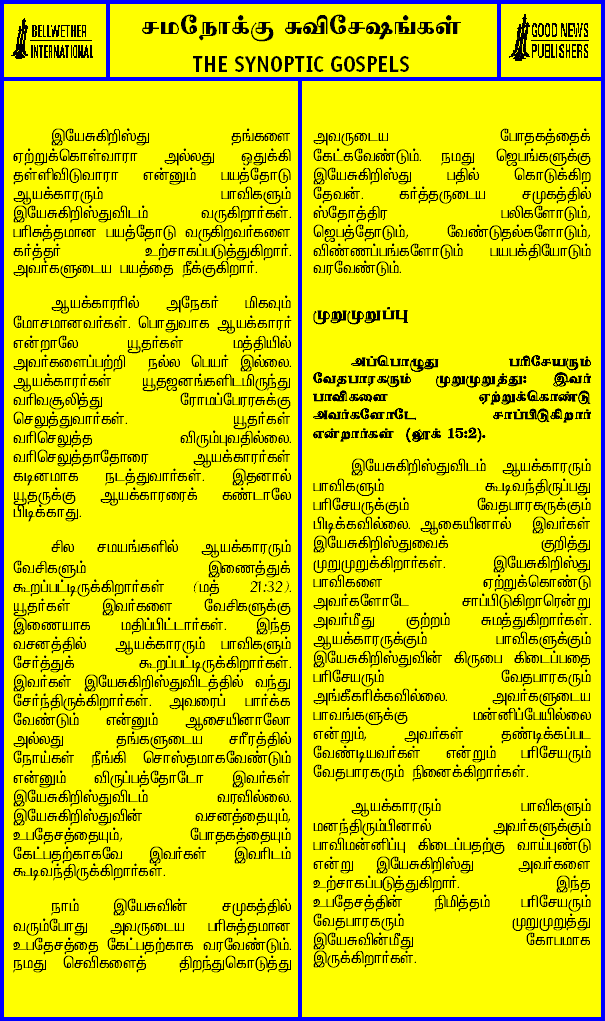 BELLWETHER
INTERNATIONAL
சமநோக்கு சுவிசேஷங்கள்
THE SYNOPTIC GOSPELS
GOOD NEWS
PUBLISHERS
இயேசுகிறிஸ்து தங்களை
ஏற்றுக்கொள்வாரா அல்லது ஒதுக்கி
தள்ளிவிடுவாரா என்னும் பயத்தோடு
ஆயக்காரரும் பாவிகளும்
இயேசுகிறிஸ்துவிடம் வருகிறார்கள்.
பரிசுத்தமான பயத்தோடு வருகிறவர்களை
கர்த்தர் உற்சாகப்படுத்துகிறார்.
அவர்களுடைய பயத்தை நீக்குகிறார்.
ஆயக்காரரில் அநேகர் மிகவும்
மோசமானவர்கள். பொதுவாக ஆயக்காரர்
என்றாலே யூதர்கள் மத்தியில்
அவர்களைப்பற்றி நல்ல பெயர் இல்லை.
ஆயக்காரர்கள் யூதஜனங்களிடமிருந்து
வரிவசூலித்து ரோமப்பேரரசுக்கு
செலுத்துவார்கள். யூதர்கள்
வரிசெலுத்த விரும்புவதில்லை.
வரிசெலுத்தாதோரை ஆயக்காரர்கள்
கடினமாக நடத்துவார்கள். இதனால்
யூதருக்கு ஆயக்காரரைக் கண்டாலே
பிடிக்காது.
சில சமயங்களில் ஆயக்காரரும்
வேசிகளும் இணைத்துக்
கூறப்பட்டிருக்கிறார்கள் (மத் 21:32).
யூதர்கள் இவர்களை வேசிகளுக்கு
இணையாக மதிப்பிட்டார்கள். இந்த
வசனத்தில் ஆயக்காரரும் பாவிகளும்
சேர்த்துக் கூறப்பட்டிருக்கிறார்கள்.
இவர்கள் இயேசுகிறிஸ்துவிடத்தில் வந்து
சேர்ந்திருக்கிறார்கள். அவரைப் பார்க்க
வேண்டும் என்னும் ஆசையினாலோ
அல்லது தங்களுடைய சரீரத்தில்
நோய்கள் நீங்கி சொஸ்தமாகவேண்டும்
என்னும் விருப்பத்தோடோ இவர்கள்
இயேசுகிறிஸ்துவிடம் வரவில்லை.
இயேசுகிறிஸ்துவின் வசனத்தையும்,
உபதேசத்தையும், போதகத்தையும்
கேட்பதற்காகவே இவர்கள் இவரிடம்
கூடிவந்திருக்கிறார்கள்.
நாம் இயேசுவின் சமுகத்தில்
வரும்போது அவருடைய பரிசுத்தமான
உபதேசத்தை கேட்பதற்காக வரவேண்டும்.
நமது செவிகளைத் திறந்துகொடுத்து
அவருடைய போதகத்தைக்
கேட்கவேண்டும். நமது ஜெபங்களுக்கு
இயேசுகிறிஸ்து பதில் கொடுக்கிற
தேவன். கர்த்தருடைய சமுகத்தில்
ஸ்தோத்திர பலிகளோடும்,
ஜெபத்தோடும், வேண்டுதல்களோடும்,
விண்ணப்பங்களோடும் பயபக்தியோடும்
வரவேண்டும்.
முறுமுறுப்பு
அப்பொழுது பரிசேயரும்
வேதபாரகரும் முறுமுறுத்து: இவர்
பாவிகளை ஏற்றுக்கொண்டு
அவர்களோடே சாப்பிடுகிறார்
என்றார்கள் (லூக் 15:2).
இயேசுகிறிஸ்துவிடம் ஆயக்காரரும்
பாவிகளும் கூடிவந்திருப்பது
பரிசேயருக்கும் வேதபாரகருக்கும்
பிடிக்கவில்லை. ஆகையினால் இவர்கள்
இயேசுகிறிஸ்துவைக் குறித்து
முறுமுறுக்கிறார்கள். இயேசுகிறிஸ்து
பாவிகளை ஏற்றுக்கொண்டு
அவர்களோடே சாப்பிடுகிறாரென்று
அவர்மீது குற்றம் சுமத்துகிறார்கள்.
ஆயக்காரருக்கும் பாவிகளுக்கும்
இயேசுகிறிஸ்துவின் கிருபை கிடைப்பதை
பரிசேயரும் வேதபாரகரும்
அங்கீகரிக்கவில்லை. அவர்களுடைய
பாவங்களுக்கு மன்னிப்பேயில்லை
என்றும், அவர்கள் தண்டிக்கப்பட
வேண்டியவர்கள் என்றும் பரிசேயரும்
வேதபாரகரும் நினைக்கிறார்கள்.
ஆயக்காரரும் பாவிகளும்
மனந்திரும்பினால் அவர்களுக்கும்
பாவிமன்னிப்பு கிடைப்பதற்கு வாய்புண்டு
என்று இயேசுகிறிஸ்து அவர்களை
உற்சாகப்படுத்துகிறார். இந்த
உபதேசத்தின் நிமித்தம் பரிசேயரும்
வேதபாரகரும் முறுமுறுத்து
இயேசுவின்மீது கோபமாக
இருக்கிறார்கள்.